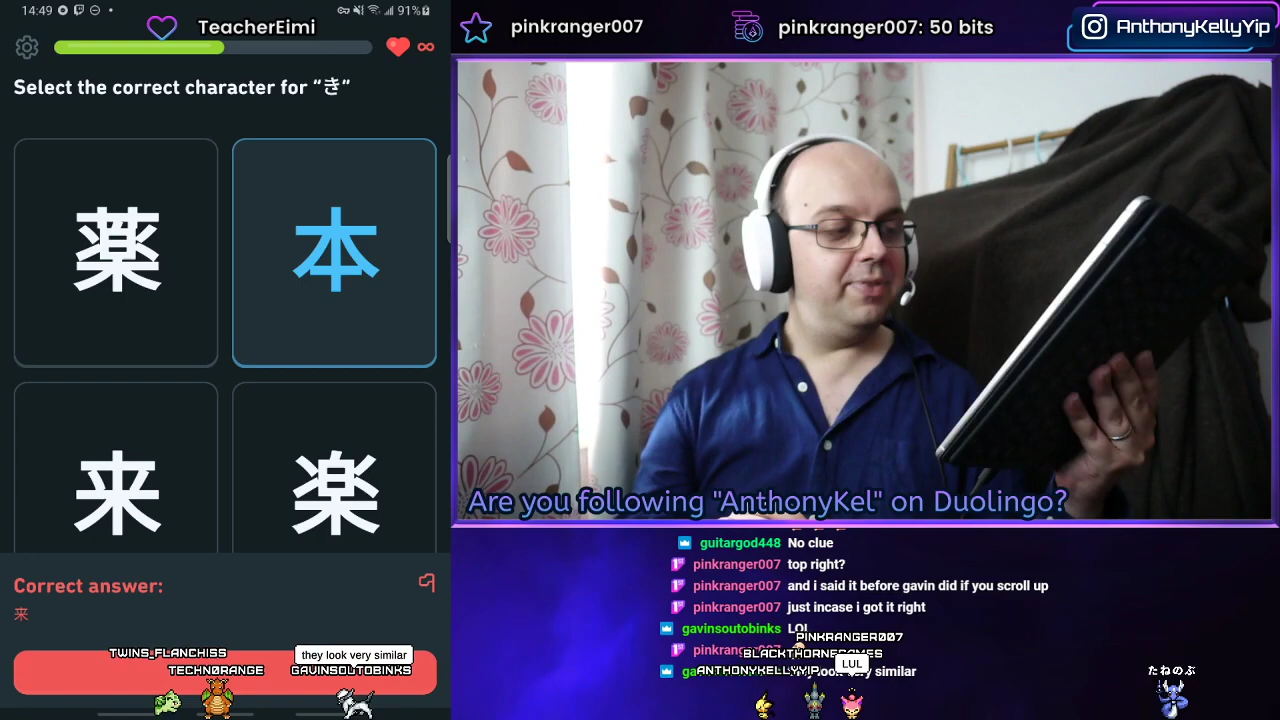 14:49
91%
TeacherEimi
∞
Select the correct character for “き”
薬
本
来
楽
Correct answer:
来
TWINS_FLANCHISS
TECHN0RANGE
they look very similar
GAVINSOUTOBINKS
pinkranger007
pinkranger007: 50 bits
AnthonyKellyYip
Are you following "AnthonyKel" on Duolingo?
guitargod448 No clue
pinkranger007 top right?
pinkranger007 and i said it before gavin did if you scroll up
pinkranger007 just incase i got it right
gavinsoutobinks LOL
PINKRANGER007
BLACKTHORNEGAMES
ANTHONYKELLYYIP
LUL
very similar
たねのぶ